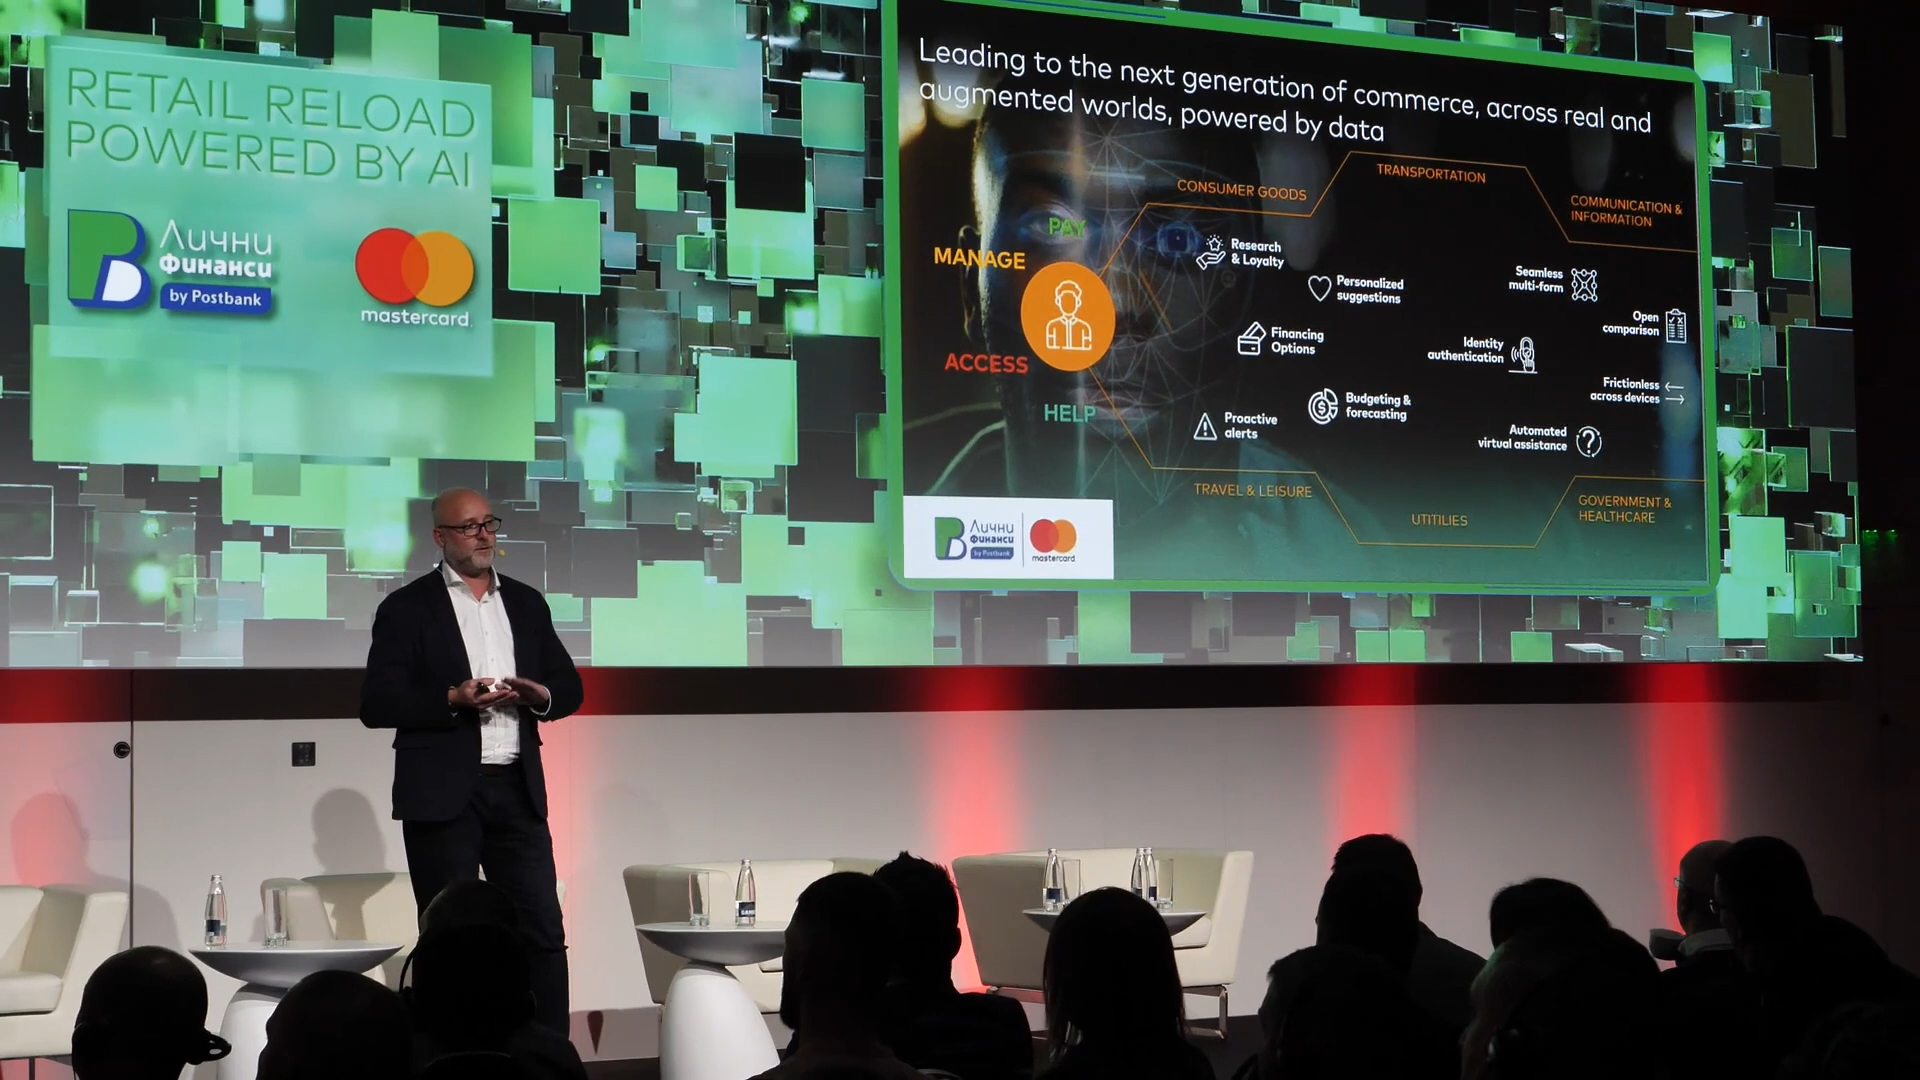 RETAIL RELOAD
POWERED BY AI
Лични
финанси
by Postbank
mastercard
Leading to the next generation of commerce, across real and
augmented worlds, powered by data
CONSUMER GOODS
TRANSPORTATION
COMMUNICATION &
INFORMATION
PAY
MANAGE
ACCESS
HELP
Research
& Loyalty
Personalized
suggestions
Seamless
multi-form
Open
comparison
Financing
Options
Identity
authentication
Frictionless
across devices
Budgeting &
forecasting
Proactive
alerts
Automated
virtual assistance
TRAVEL & LEISURE
UTITILIES
GOVERNMENT &
HEALTHCARE
Лични
финанси
by Postbank
mastercard